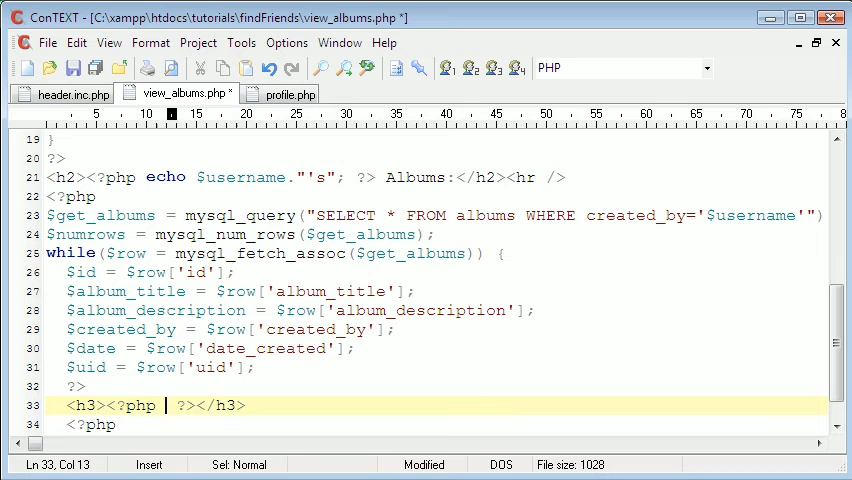 ConTEXT - [C:\xampp\htdocs\tutorials\findFriends\view_albums.php *]
File Edit View Format Project Tools Options Window Help
1 2 3 4 PHP
header.inc.php view_albums.php * profile.php
5 10 15 20 25 30 35 40 45 50 55 60 65 70 75 8
19 }
20 ?>
21 <h2><?php echo $username."'s"; ?> Albums:</h2><hr />
22 <?php
23 $get_albums = mysql_query("SELECT * FROM albums WHERE created_by='$username'")
24 $numrows = mysql_num_rows($get_albums);
25 while($row = mysql_fetch_assoc($get_albums)) {
26 $id = $row['id'];
27 $album_title = $row['album_title'];
28 $album_description = $row['album_description'];
29 $created_by = $row['created_by'];
30 $date = $row['date_created'];
31 $uid = $row['uid'];
32 ?>
33 <h3><?php ?></h3>
34 <?php
Ln 33, Col 13 Insert Sel: Normal Modified DOS File size: 1028